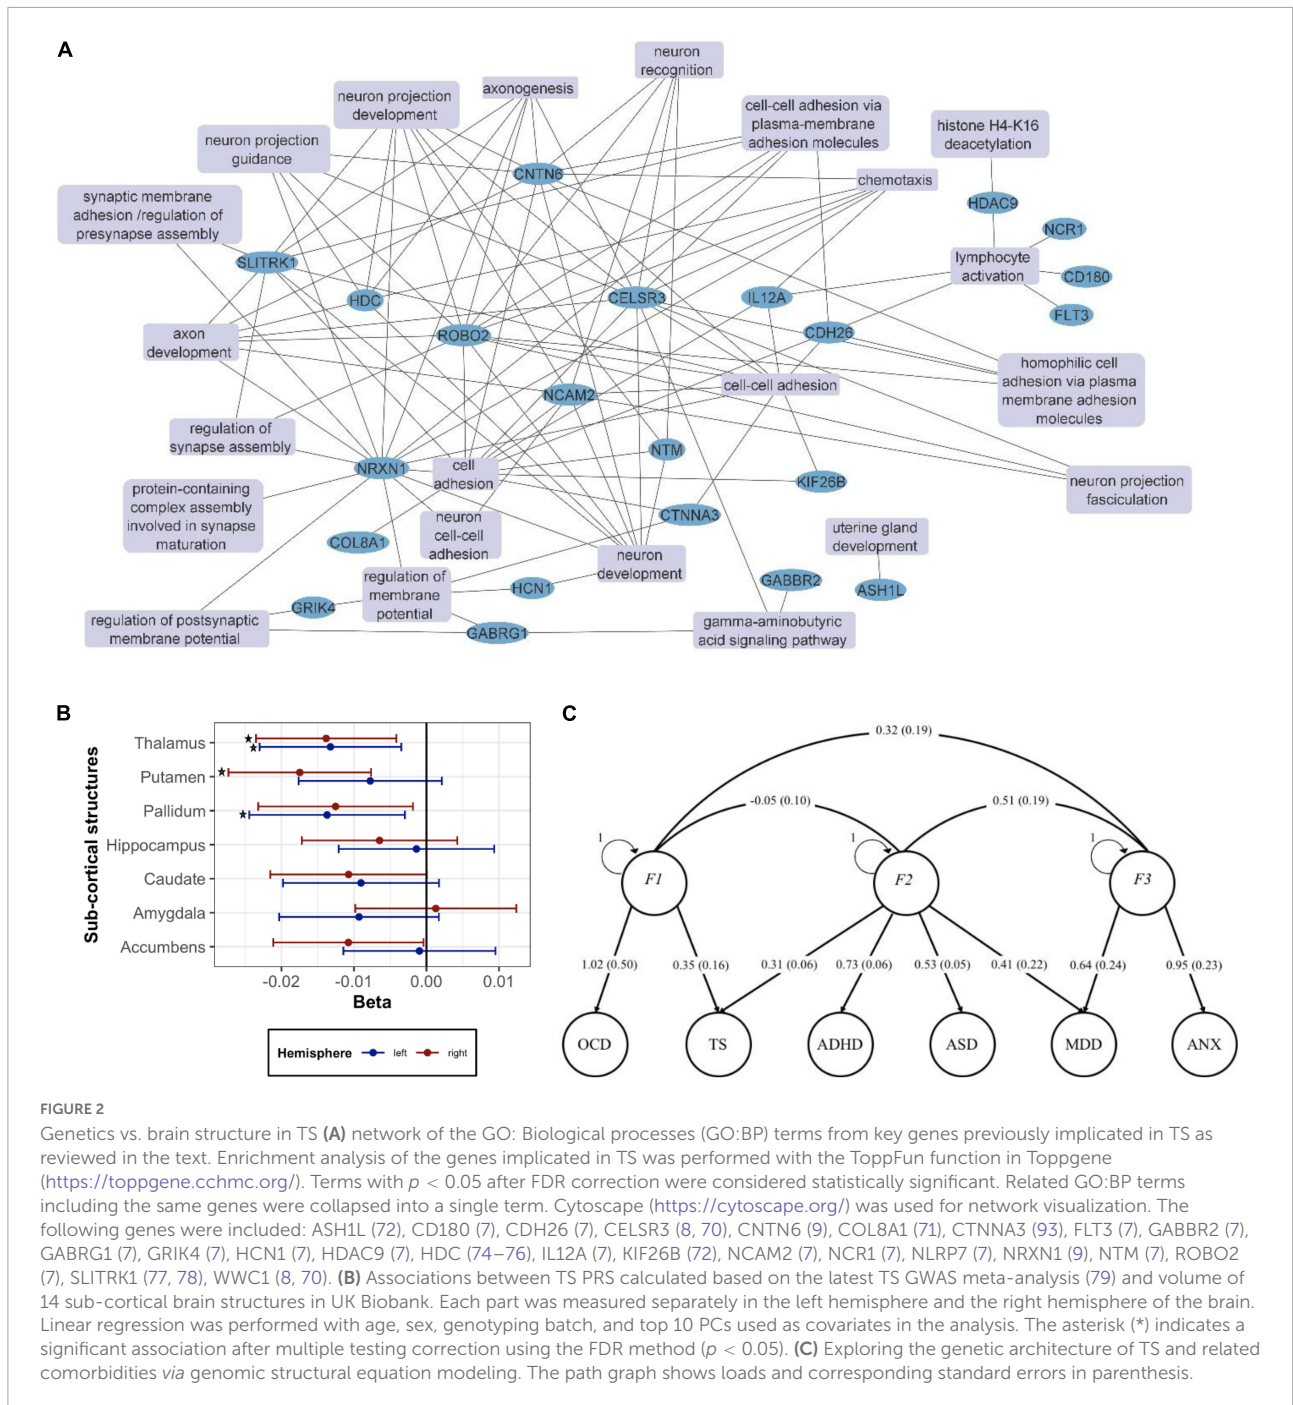 A
neuron
recognition
neuron projection
development
axonogenesis
cell-cell adhesion via
plasma-membrane
adhesion molecules
histone H4-K16
deacetylation
neuron projection
guidance
CNTN6
chemotaxis
synaptic membrane
adhesion /regulation of
presynapse assembly
HDAC9
NCR1
SLITRK1
lymphocyte
activation
CD180
HDC
CELSR3
IL12A
FLT3
axon
development
ROBO2
CDH26
homophilic cell
adhesion via plasma
membrane adhesion
molecules
NCAM2
cell-cell adhesion
regulation of
synapse assembly
NTM
NRXN1
cell
adhesion
KIF26B
neuron projection
fasciculation
protein-containing
complex assembly
involved in synapse
maturation
CTNNA3
neuron
cell-cell
adhesion
uterine gland
development
COL8A1
neuron
development
regulation of
membrane
potential
HCN1
GABBR2
ASH1L
GRIK4
regulation of postsynaptic
membrane potential
GABRG1
gamma-aminobutyric
acid signaling pathway
B
Sub-cortical structures
Thalamus
Putamen
Pallidum
Hippocampus
Caudate
Amygdala
Accumbens
-0.02 -0.01 0.00 0.01
Beta
Hemisphere left right
C
0.32 (0.19)
-0.05 (0.10) 0.51 (0.19)
1 1 1
F1 F2 F3
1.02 (0.50) 0.35 (0.16) 0.31 (0.06) 0.73 (0.06) 0.53 (0.05) 0.41 (0.22) 0.64 (0.24) 0.95 (0.23)
OCD TS ADHD ASD MDD ANX
FIGURE 2
Genetics vs. brain structure in TS (A) network of the GO: Biological processes (GO:BP) terms from key genes previously implicated in TS as
reviewed in the text. Enrichment analysis of the genes implicated in TS was performed with the ToppFun function in Toppgene
(https://toppgene.cchmc.org/). Terms with p < 0.05 after FDR correction were considered statistically significant. Related GO:BP terms
including the same genes were collapsed into a single term. Cytoscape (https://cytoscape.org/) was used for network visualization. The
following genes were included: ASH1L (72), CD180 (7), CDH26 (7), CELSR3 (8, 70), CNTN6 (9), COL8A1 (71), CTNNA3 (93), FLT3 (7), GABBR2 (7),
GABRG1 (7), GRIK4 (7), HCN1 (7), HDAC9 (7), HDC (74–76), IL12A (7), KIF26B (72), NCAM2 (7), NCR1 (7), NLRP7 (7), NRXN1 (9), NTM (7), ROBO2
(7), SLITRK1 (77, 78), WWC1 (8, 70). (B) Associations between TS PRS calculated based on the latest TS GWAS meta-analysis (79) and volume of
14 sub-cortical brain structures in UK Biobank. Each part was measured separately in the left hemisphere and the right hemisphere of the brain.
Linear regression was performed with age, sex, genotyping batch, and top 10 PCs used as covariates in the analysis. The asterisk (*) indicates a
significant association after multiple testing correction using the FDR method (p < 0.05). (C) Exploring the genetic architecture of TS and related
comorbidities via genomic structural equation modeling. The path graph shows loads and corresponding standard errors in parenthesis.